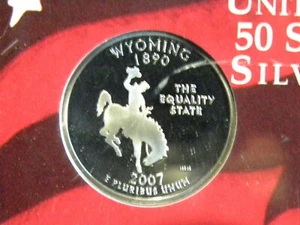 UNI
50 S
SILV
WYOMING
1890
THE
EQUALITY
STATE
2007
E PLURIBUS UNUM